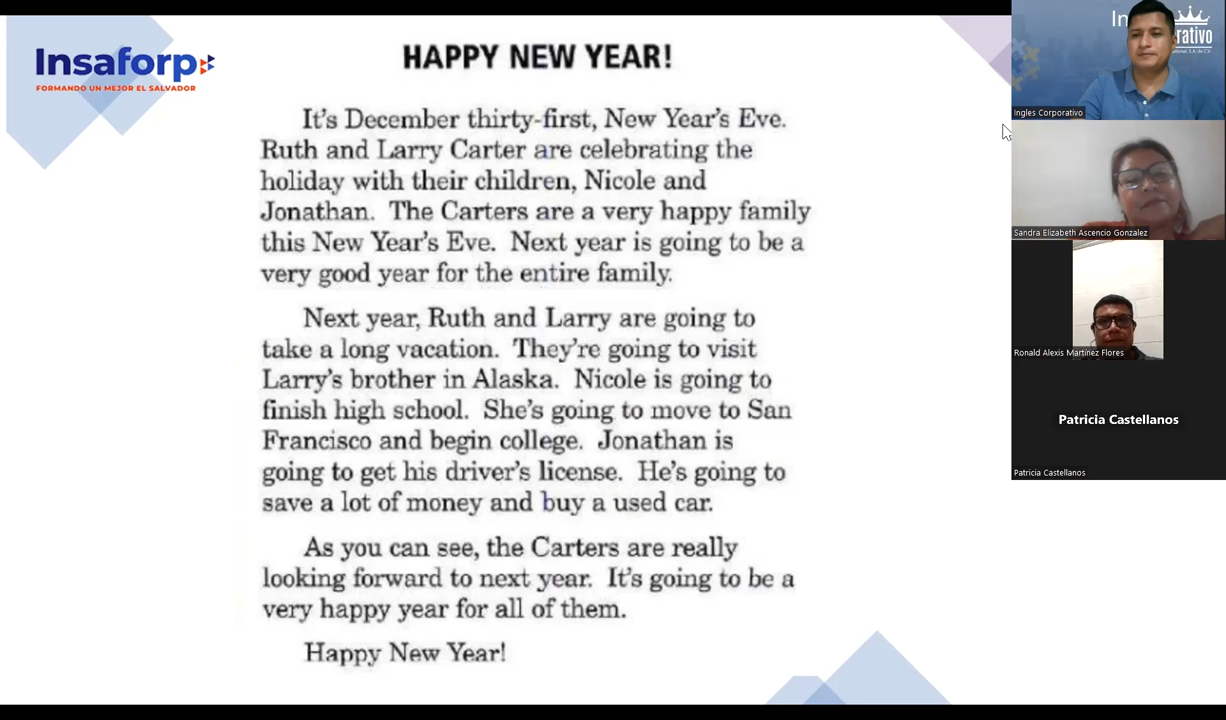 Insaforp
FORMANDO UN MEJOR EL SALVADOR
HAPPY NEW YEAR!
It's December thirty-first, New Year's Eve.
Ruth and Larry Carter are celebrating the
holiday with their children, Nicole and
Jonathan. The Carters are a very happy family
this New Year's Eve. Next year is going to be a
very good year for the entire family.
Next year, Ruth and Larry are going to
take a long vacation. They're going to visit
Larry's brother in Alaska. Nicole is going to
finish high school. She's going to move to San
Francisco and begin college. Jonathan is
going to get his driver's license. He's going to
save a lot of money and buy a used car.
As you can see, the Carters are really
looking forward to next year. It's going to be a
very happy year for all of them.
Happy New Year!
Ingles Corporativo
Sandra Elizabeth Ascencio Gonzalez
Ronald Alexis Martinez Flores
Patricia Castellanos
Patricia Castellanos